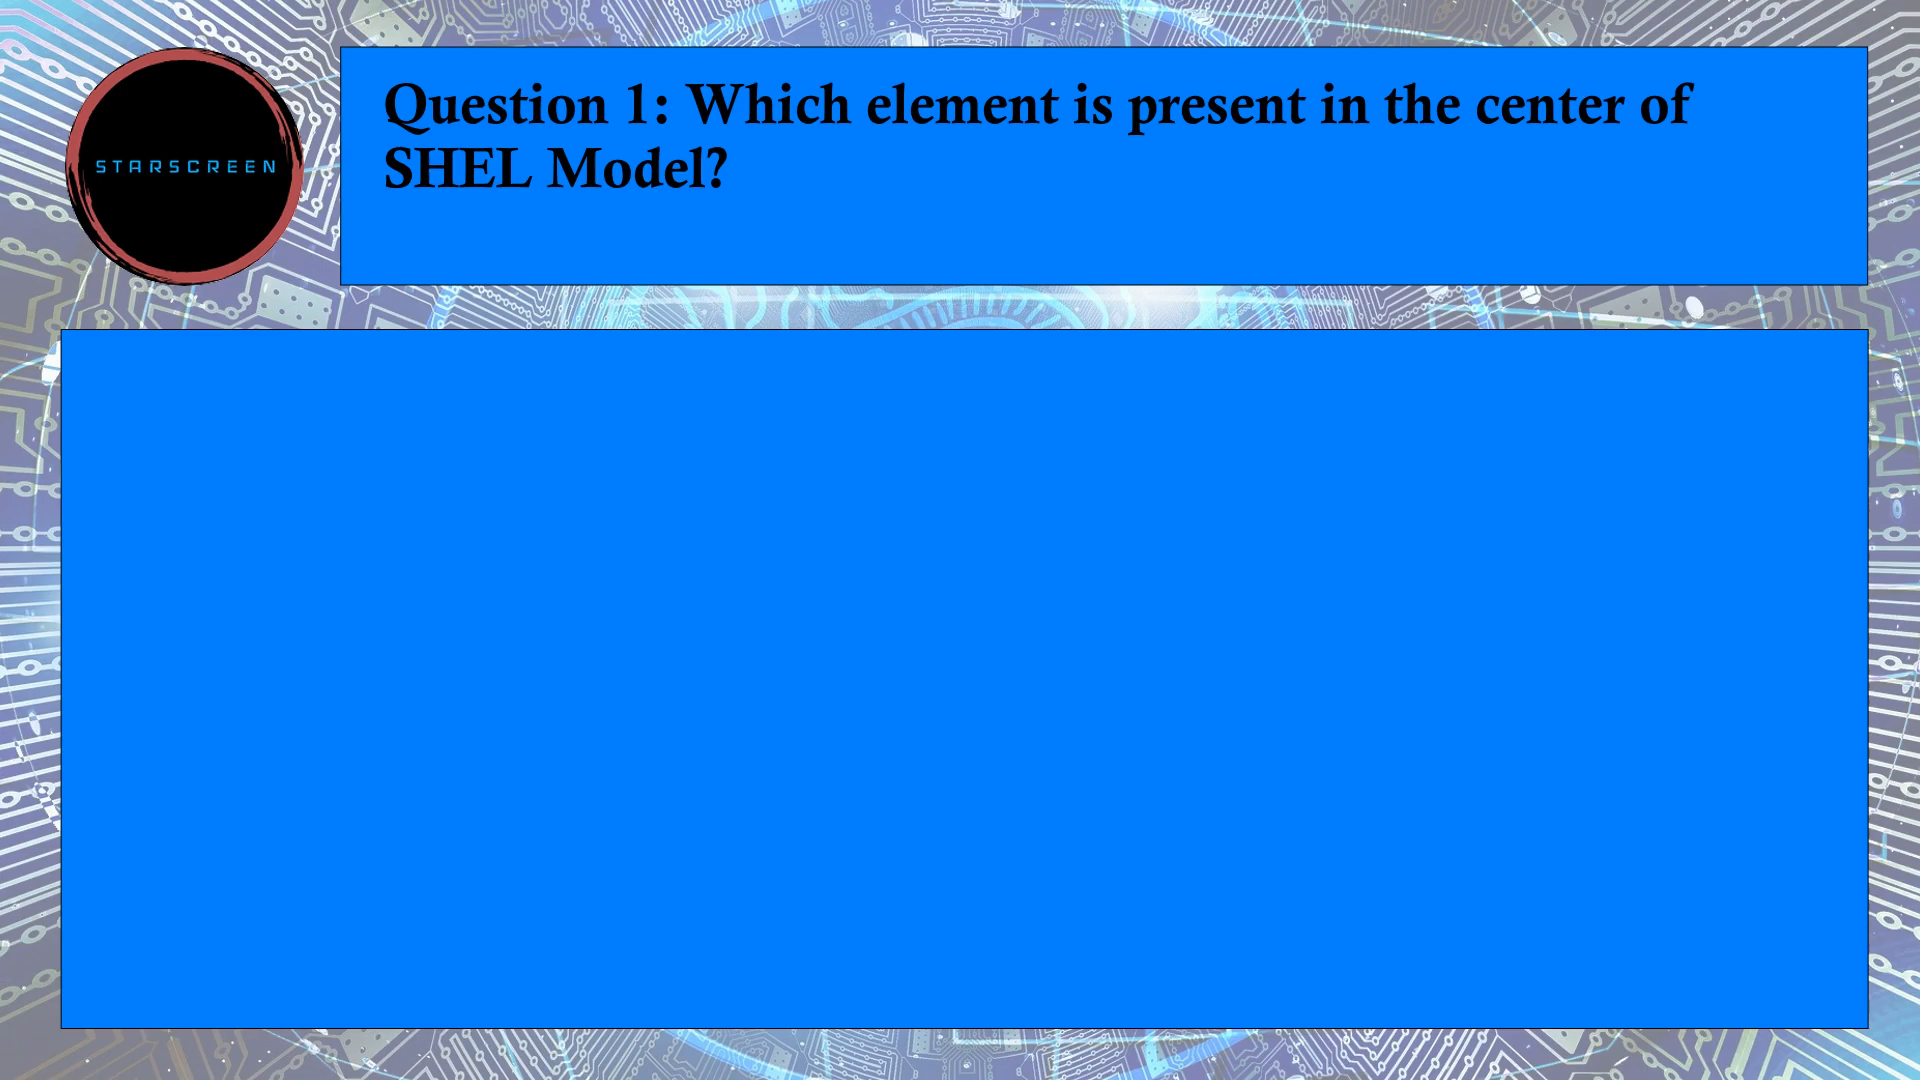 STARSCREEN
Question 1: Which element is present in the center of
SHEL Model?